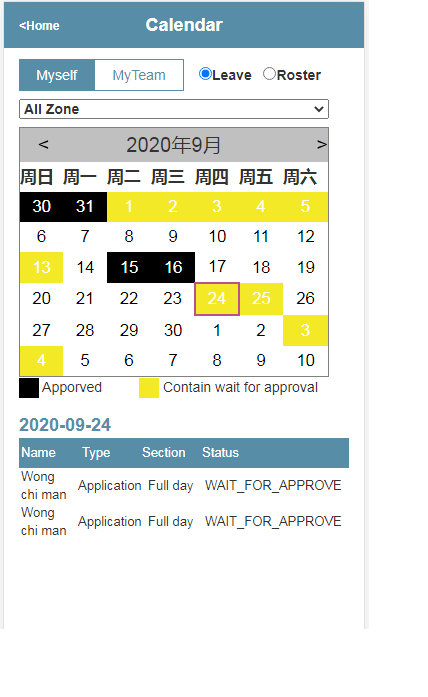 <Home Calendar
Myself MyTeam Leave Roster
All Zone
< 2020年9月 >
周日 周一 周二 周三 周四 周五 周六
30 31 1 2 3 4 5
6 7 8 9 10 11 12
13 14 15 16 17 18 19
20 21 22 23 24 25 26
27 28 29 30 1 2 3
4 5 6 7 8 9 10
Apporved Contain wait for approval
2020-09-24
Name Type Section Status
Wong
chi man Application Full day WAIT_FOR_APPROVE
Wong
chi man Application Full day WAIT_FOR_APPROVE